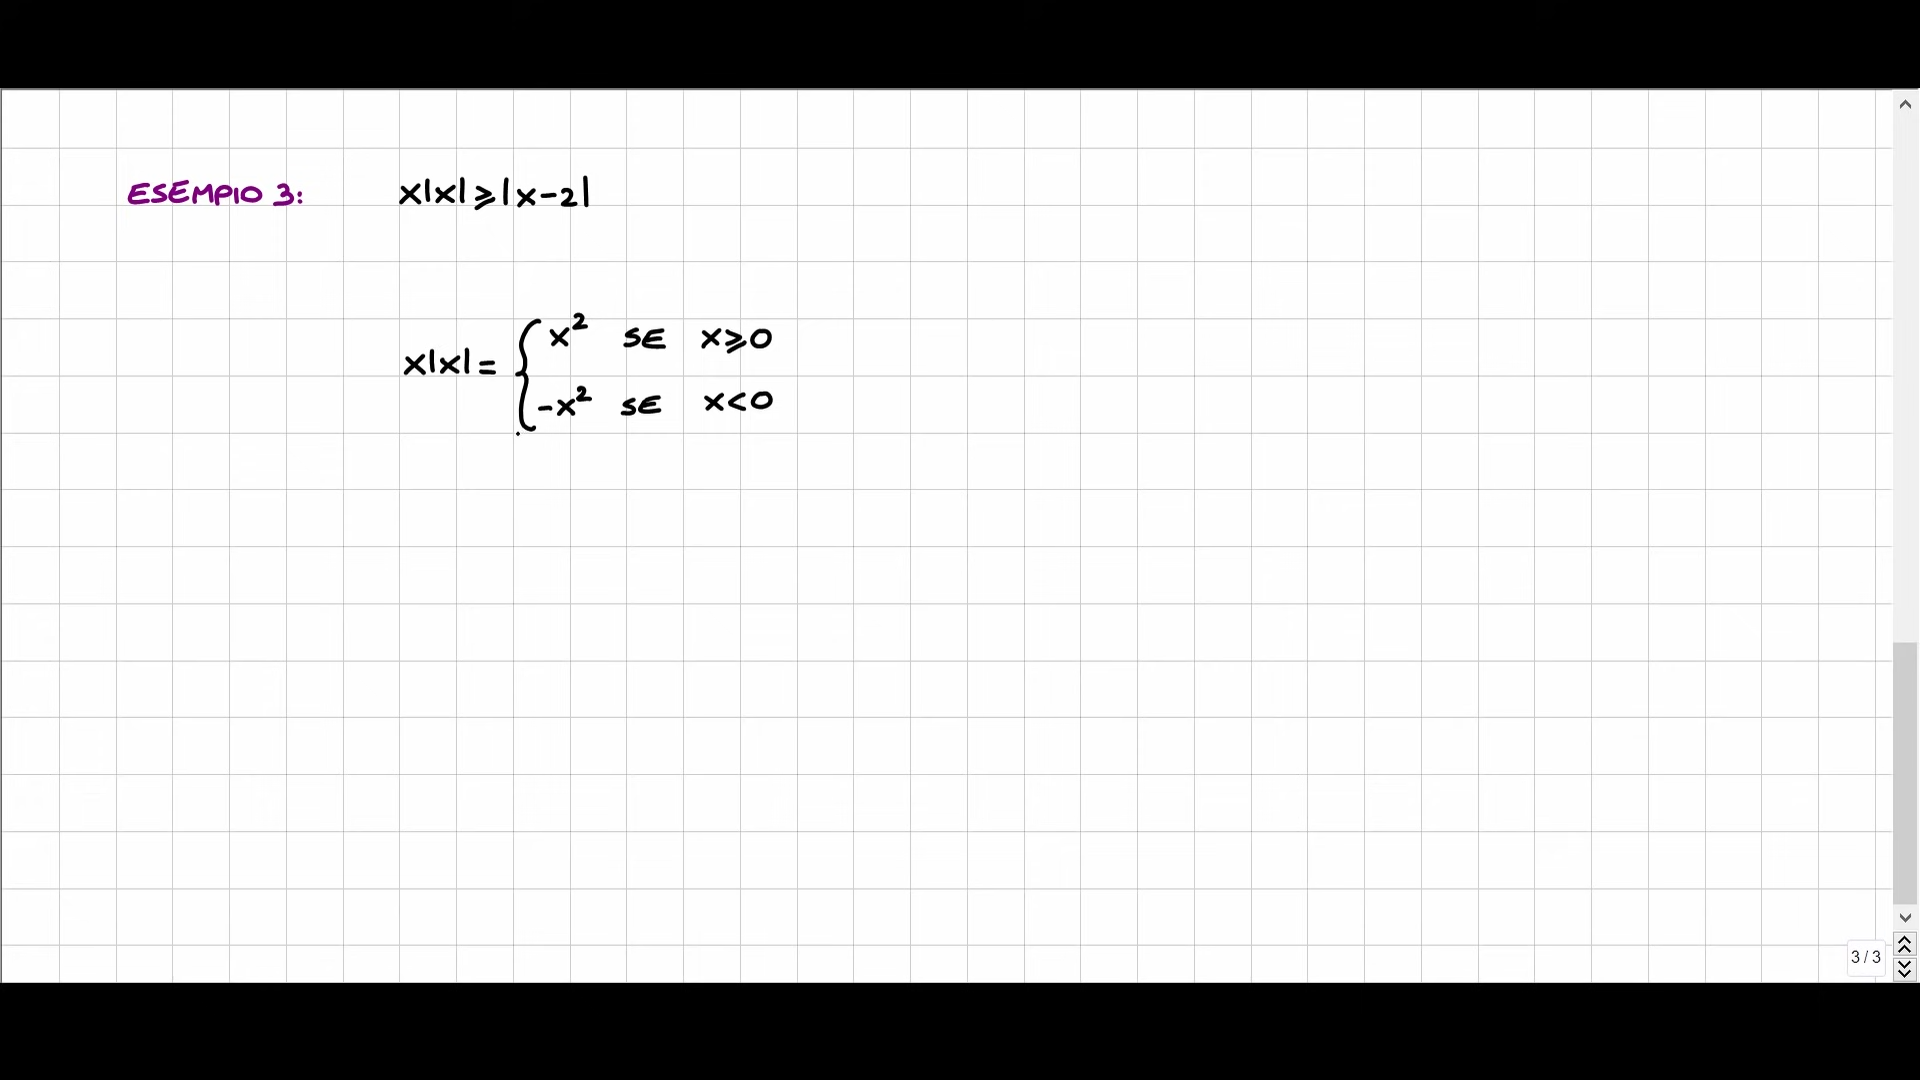 ESEMPIO 3: x|x|⩾|x-2|
x|x|= { x² SE x⩾0
-x² SE x<0
3 / 3